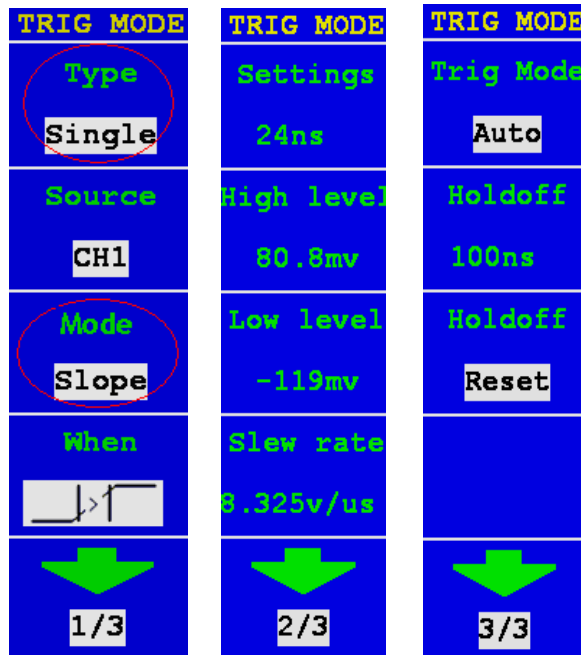 TRIG MODE
Type
Single
Source
CH1
Mode
Slope
When
>
1/3
TRIG MODE
Settings
24ns
High level
80.8mv
Low level
-119mv
Slew rate
8.325v/us
2/3
TRIG MODE
Trig Mode
Auto
Holdoff
100ns
Holdoff
Reset
3/3